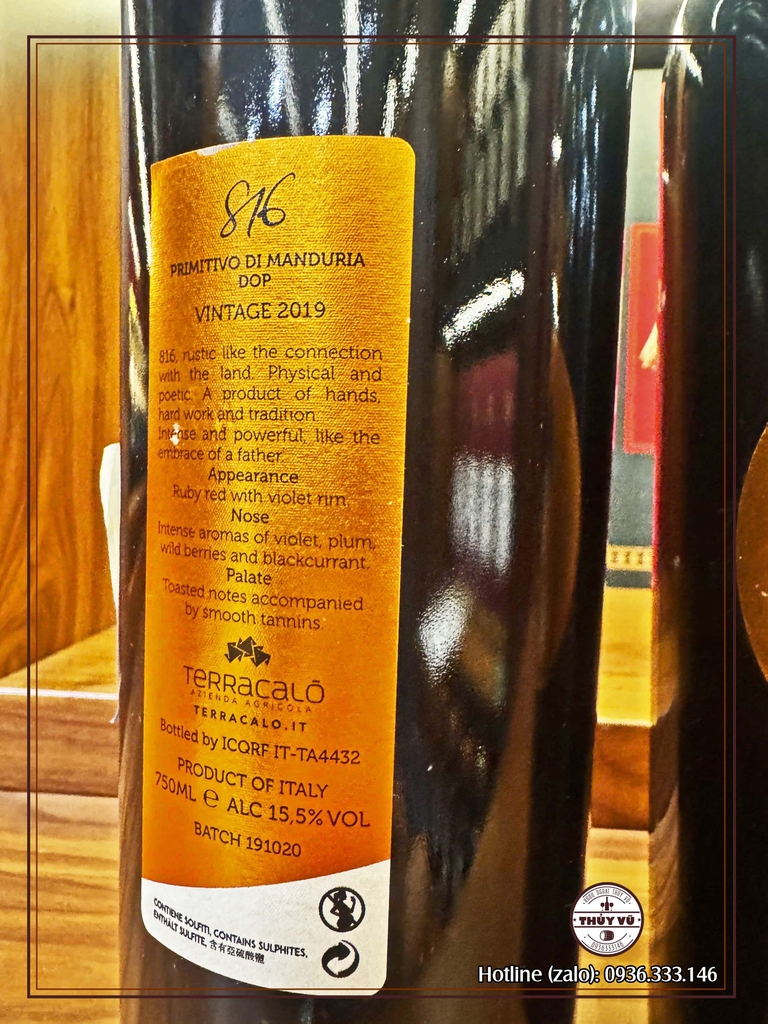 816
PRIMITIVO DI MANDURIA
DOP
VINTAGE 2019
816, rustic like the connection
with the land. Physical and
poetic. A product of hands,
hard work and tradition.
Intense and powerful, like the
embrace of a father.
Appearance
Ruby red with violet rim.
Nose
Intense aromas of violet, plum,
wild berries and blackcurrant.
Palate
Toasted notes accompanied
by smooth tannins.
TERRACALÒ
AZIENDA AGRICOLA
TERRACALO.IT
Bottled by ICQRF IT-TA4432
PRODUCT OF ITALY
750ML e ALC 15,5% VOL
BATCH 191020
CONTIENE SOLFITI, CONTAINS SULPHITES,
ENTHÄLT SULFITE, 含有亞硫酸鹽
THỦY VŨ
Hotline (zalo): 0936.333.146